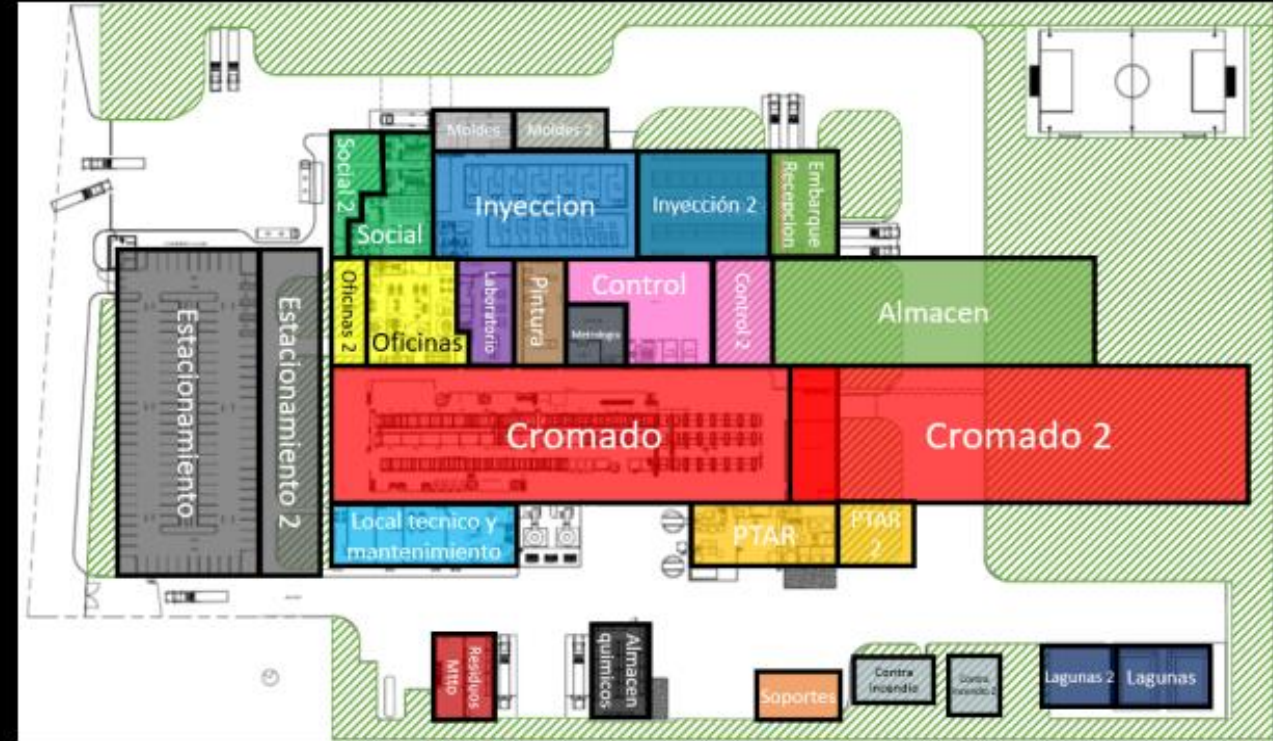 Moldes
Moldes 2
Social 2
Social
Inyeccion
Inyección 2
Embarque
Recepcion
Estacionamiento
Estacionamiento 2
Oficinas 2
Oficinas
Laboratorio
Pintura
Control
Metrologia
Control 2
Almacen
Cromado
Cromado 2
Local tecnico y
mantenimiento
PTAR
PTAR
2
Residuos
Mtto
Almacen
quimicos
Soportes
Contra
incendio
Contra
incendio 2
Lagunas 2
Lagunas